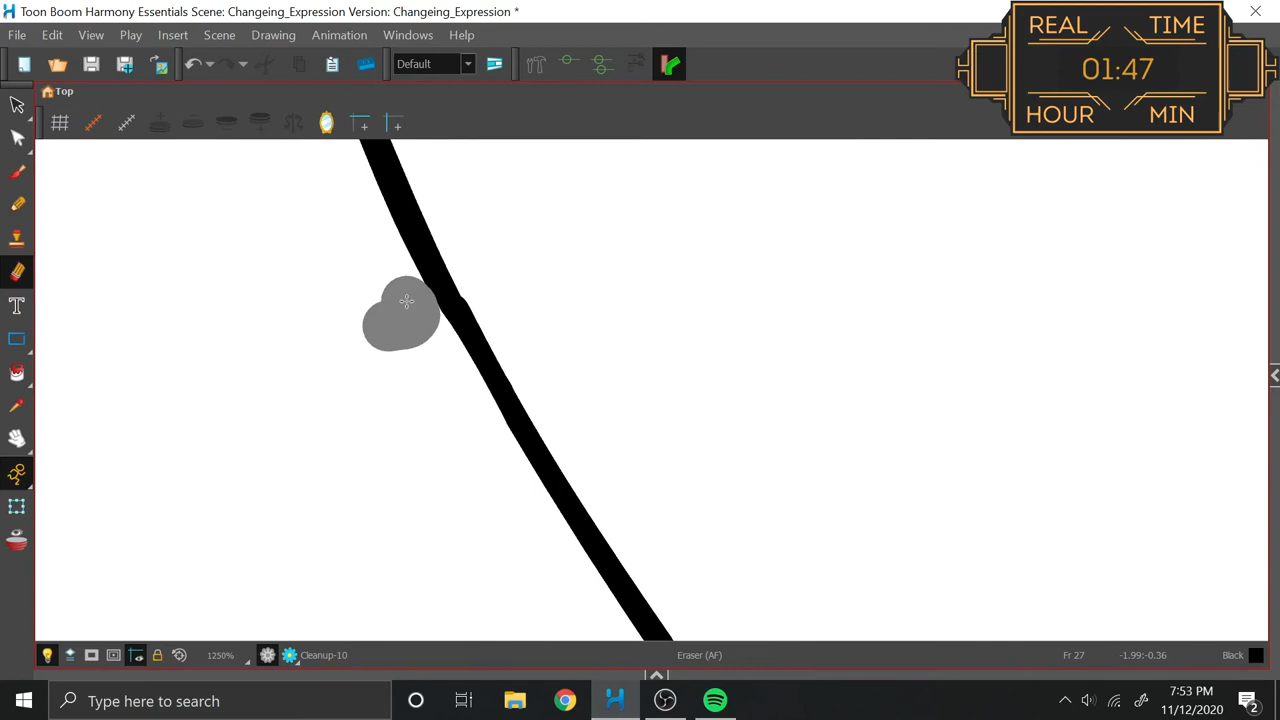 Toon Boom Harmony Essentials Scene: Changeing_Expression Version: Changeing_Expression *
File Edit View Play Insert Scene Drawing Animation Windows Help
REAL TIME
01:47
HOUR MIN
Default
Top
1250%
Cleanup-10
Eraser (AF)
Fr 27
-1.99:-0.36
Black
Type here to search
7:53 PM
11/12/2020
2